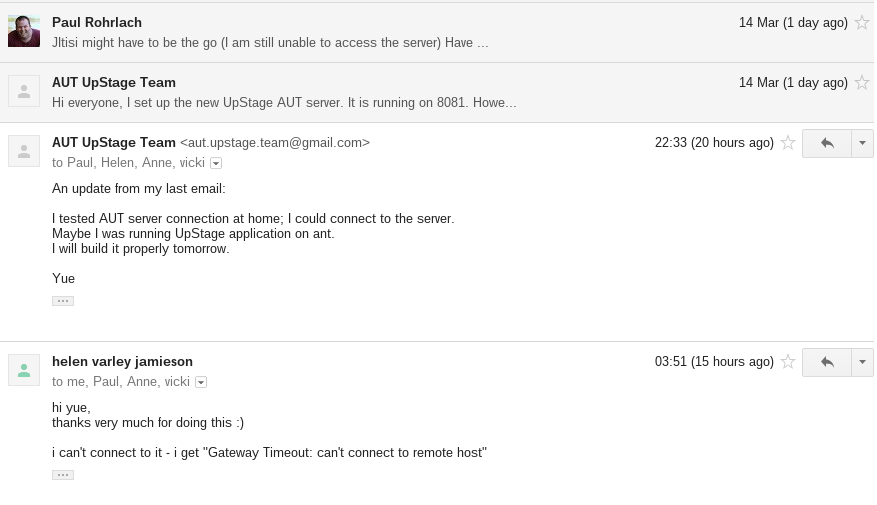 Paul Rohrlach
14 Mar (1 day ago)
JItisi might have to be the go (I am still unable to access the server) Have ...
AUT UpStage Team
14 Mar (1 day ago)
Hi everyone, I set up the new UpStage AUT server. It is running on 8081. Howe...
AUT UpStage Team <aut.upstage.team@gmail.com>
22:33 (20 hours ago)
to Paul, Helen, Anne, vicki
An update from my last email:
I tested AUT server connection at home; I could connect to the server.
Maybe I was running UpStage application on ant.
I will build it properly tomorrow.
Yue
helen varley jamieson
03:51 (15 hours ago)
to me, Paul, Anne, vicki
hi yue,
thanks very much for doing this :)
i can't connect to it - i get "Gateway Timeout: can't connect to remote host"